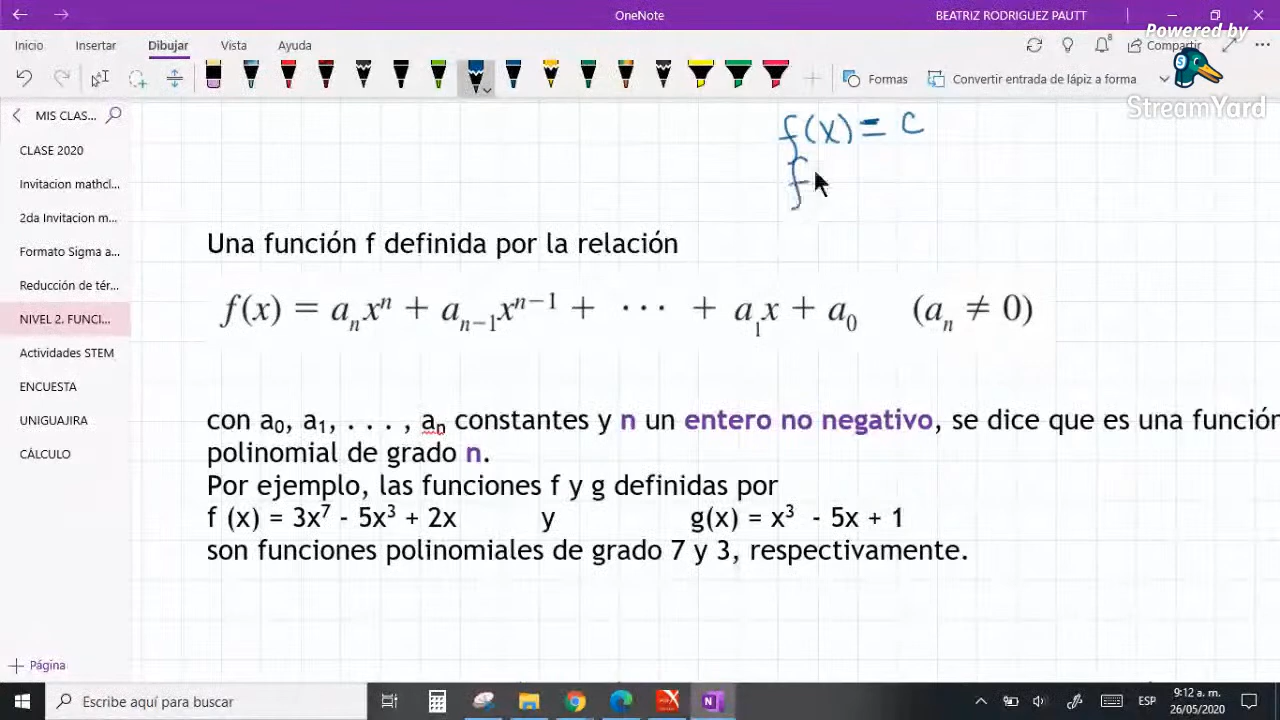 OneNote
BEATRIZ RODRIGUEZ PAUTT
Powered by
StreamYard
Inicio Insertar Dibujar Vista Ayuda
8
Compartir
Formas
Convertir entrada de lápiz a forma
MIS CLAS...
CLASE 2020
Invitacion mathcl...
2da Invitacion m...
Formato Sigma a...
Reducción de tér...
NIVEL 2. FUNCI...
Actividades STEM
ENCUESTA
UNIGUAJIRA
CÁLCULO
Página
f(x) = c
f
Una función f definida por la relación
f(x) = aₙxⁿ + aₙ₋₁xⁿ⁻¹ + ··· + a₁x + a₀ (aₙ ≠ 0)
con a₀, a₁, . . . , aₙ constantes y n un entero no negativo, se dice que es una función
polinomial de grado n.
Por ejemplo, las funciones f y g definidas por
f (x) = 3x⁷ - 5x³ + 2x y g(x) = x³ - 5x + 1
son funciones polinomiales de grado 7 y 3, respectivamente.
Escribe aquí para buscar
ESP
9:12 a. m.
26/05/2020